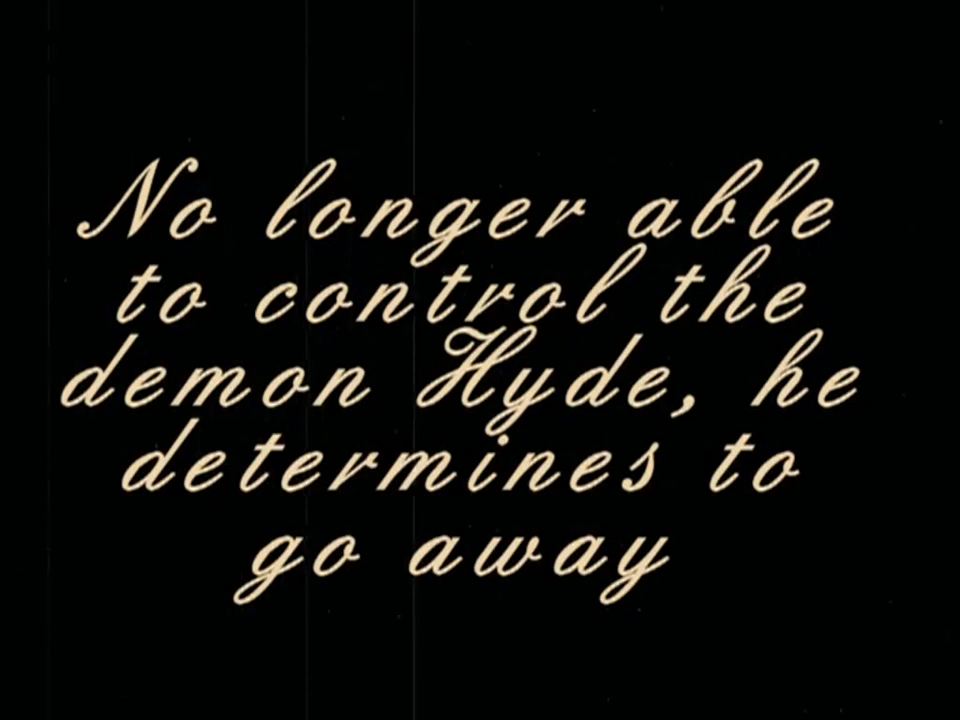 No longer able
to control the
demon Hyde, he
determines to
go away